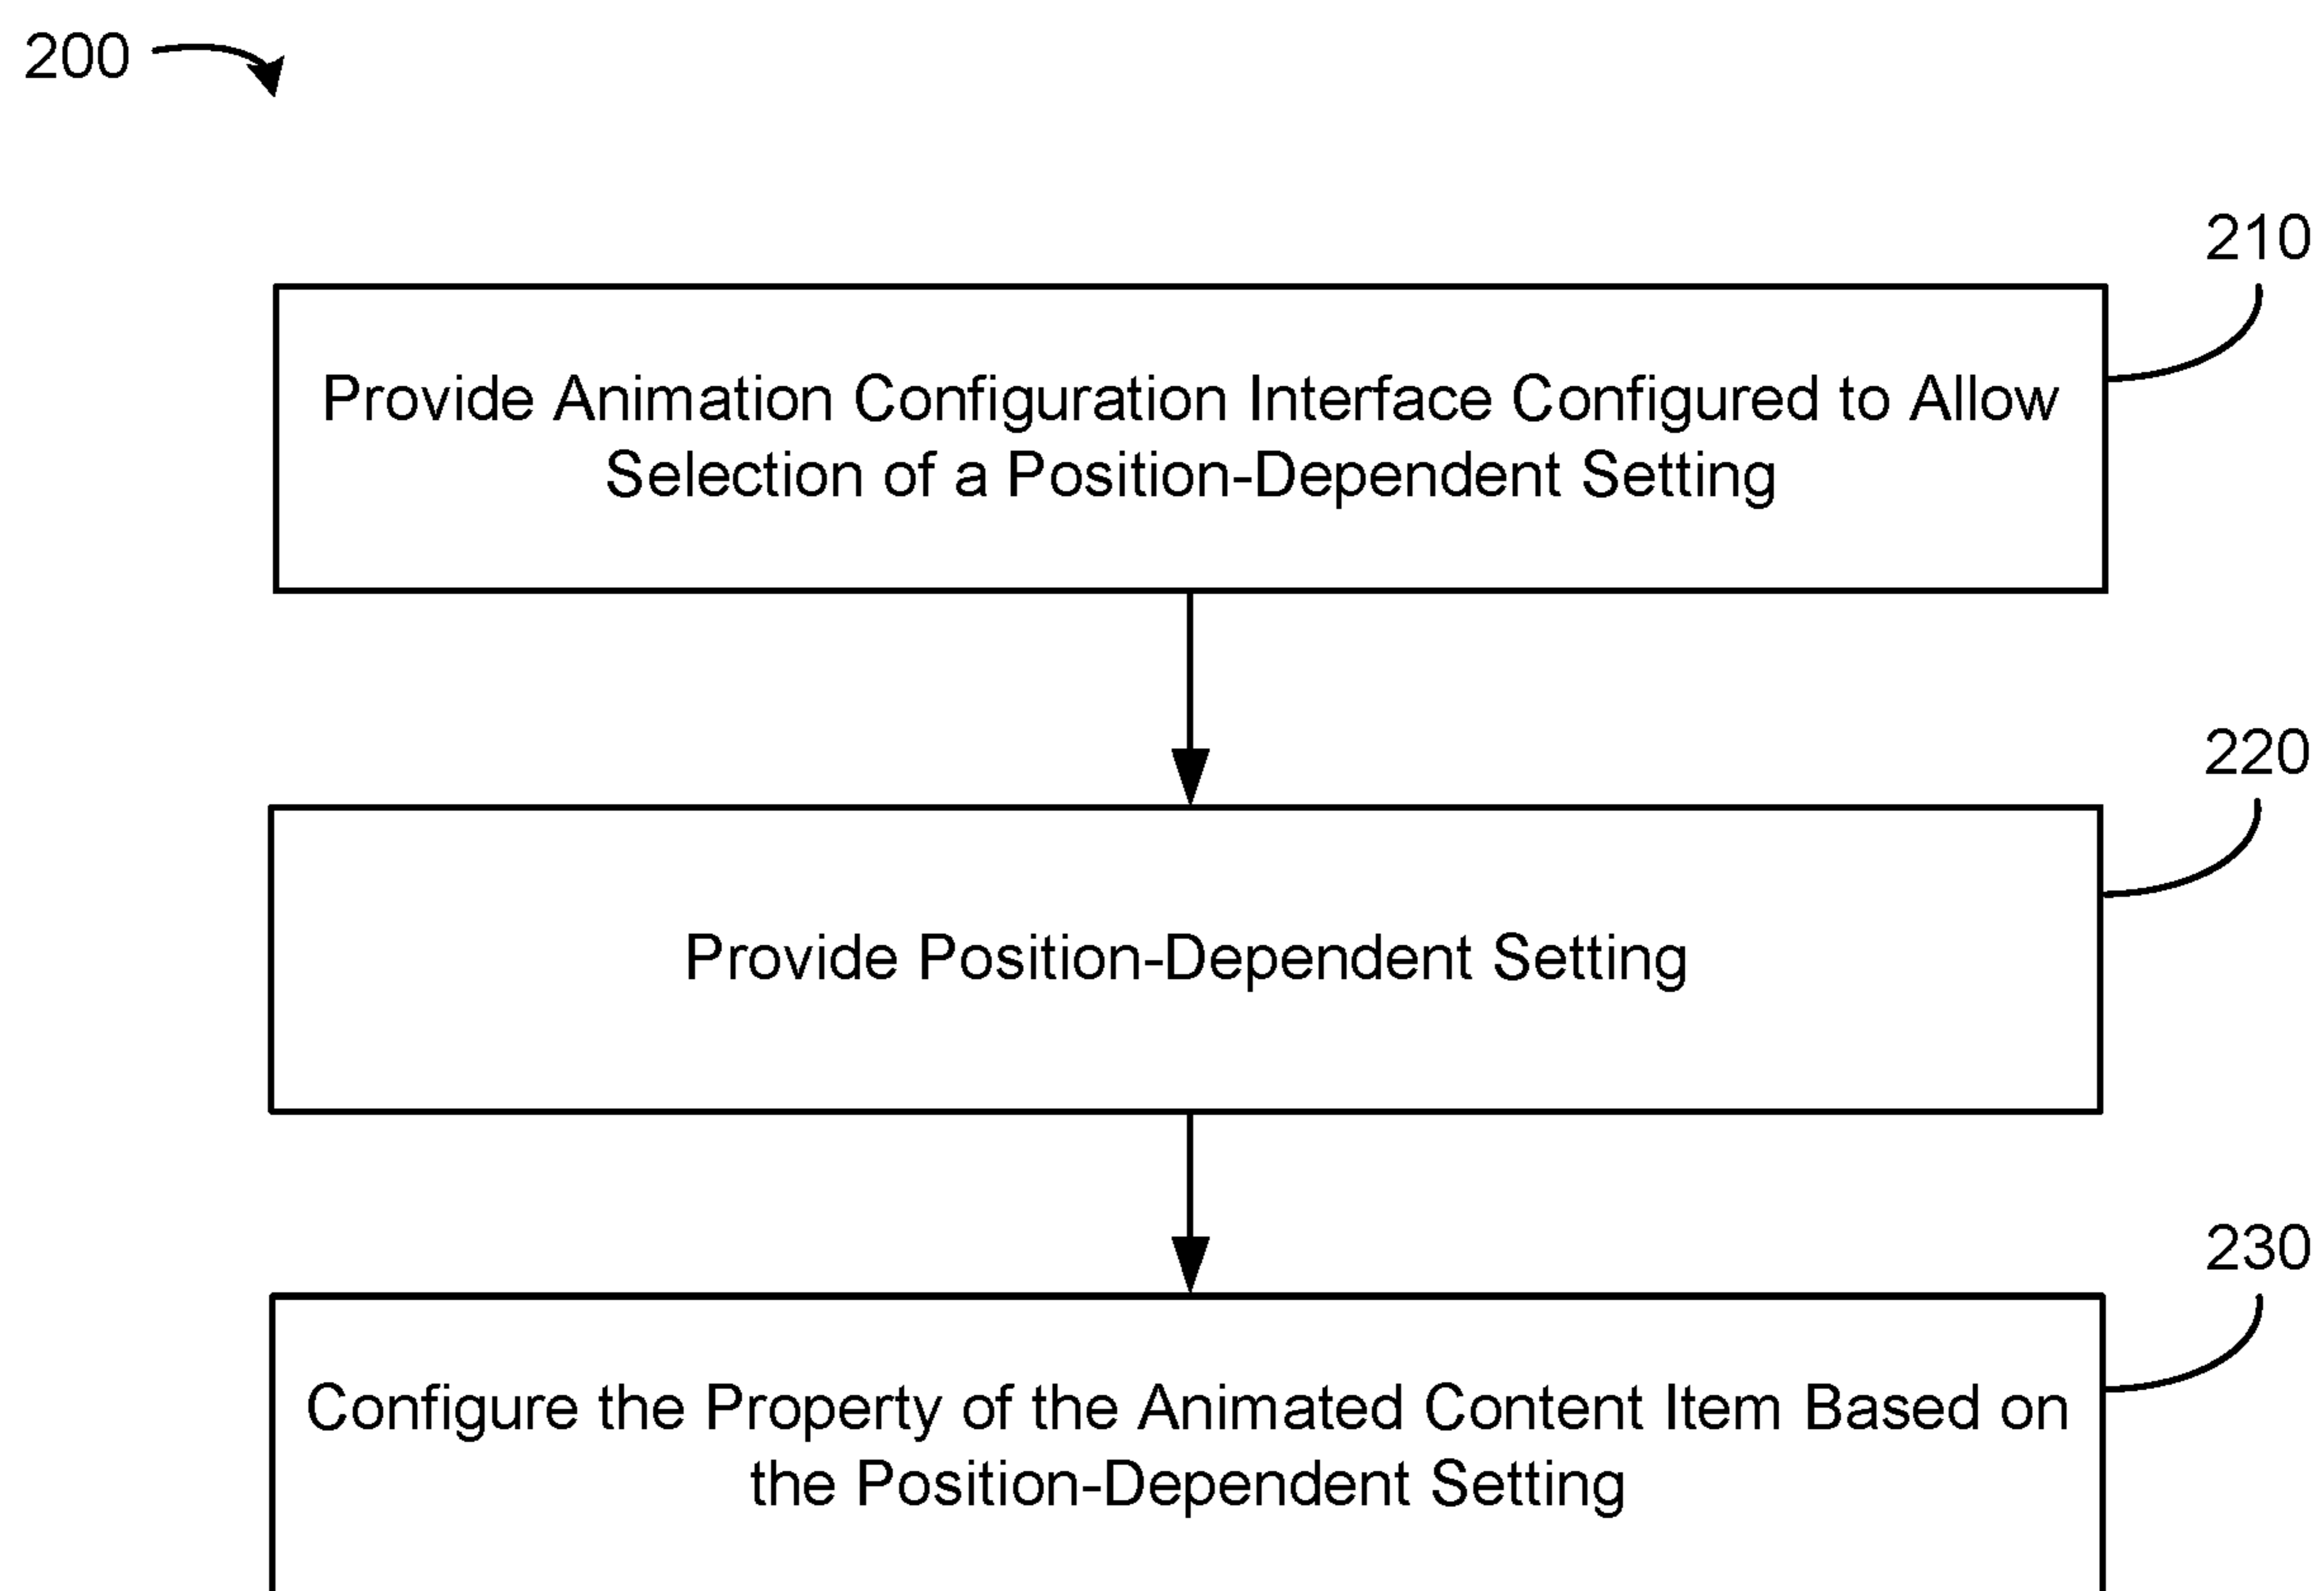 200
210
Provide Animation Configuration Interface Configured to Allow
Selection of a Position-Dependent Setting
220
Provide Position-Dependent Setting
230
Configure the Property of the Animated Content Item Based on
the Position-Dependent Setting